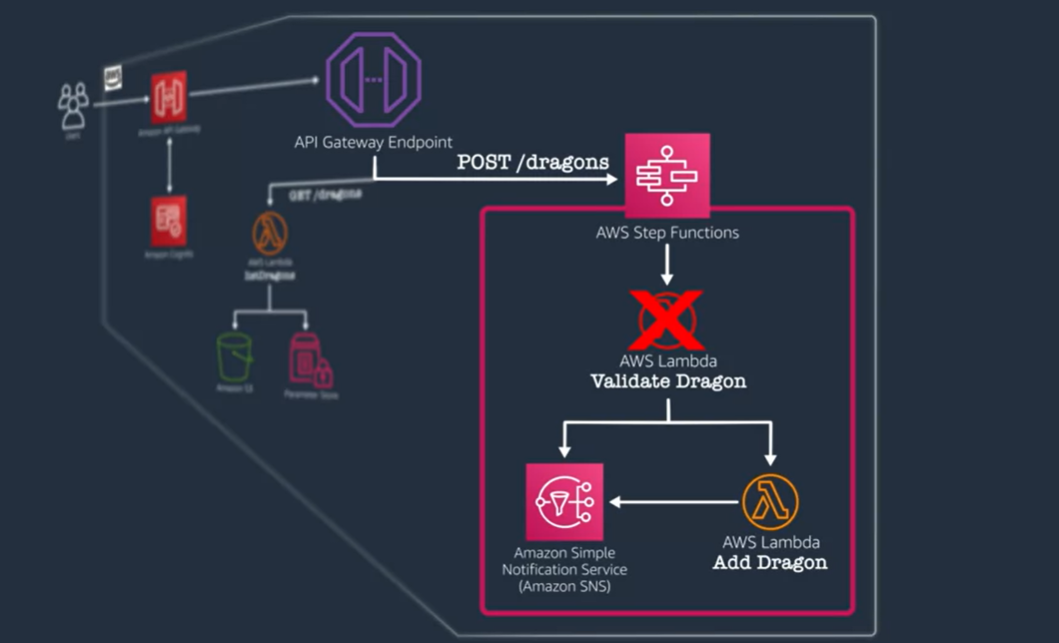 aws
API Gateway Endpoint
Amazon API Gateway
POST /dragons
GET /dragons
AWS Step Functions
Amazon Cognito
AWS Lambda
listDragons
AWS Lambda
Validate Dragon
Amazon S3
Parameter Store
AWS Lambda
Add Dragon
Amazon Simple
Notification Service
(Amazon SNS)